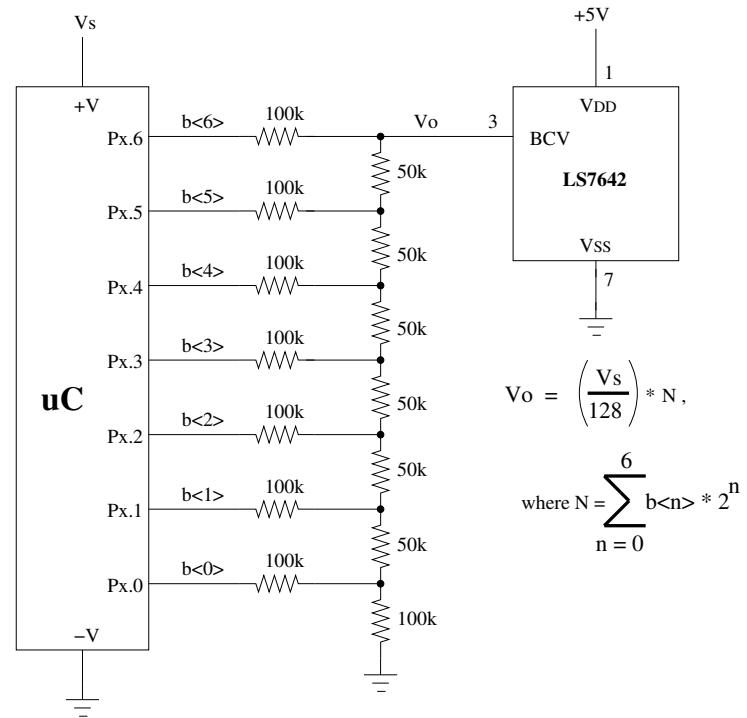 Vs
+5V
1
+V
VDD
Px.6 b<6> 100k Vo 3 BCV
50k
LS7642
Px.5 b<5> 100k
50k
VSS
7
Px.4 b<4> 100k
50k
Px.3 b<3> 100k
50k
uC
Vo = (Vs/128) * N ,
Px.2 b<2> 100k
50k
where N = ∑ b<n> * 2^n
6
n = 0
Px.1 b<1> 100k
50k
Px.0 b<0> 100k
100k
−V